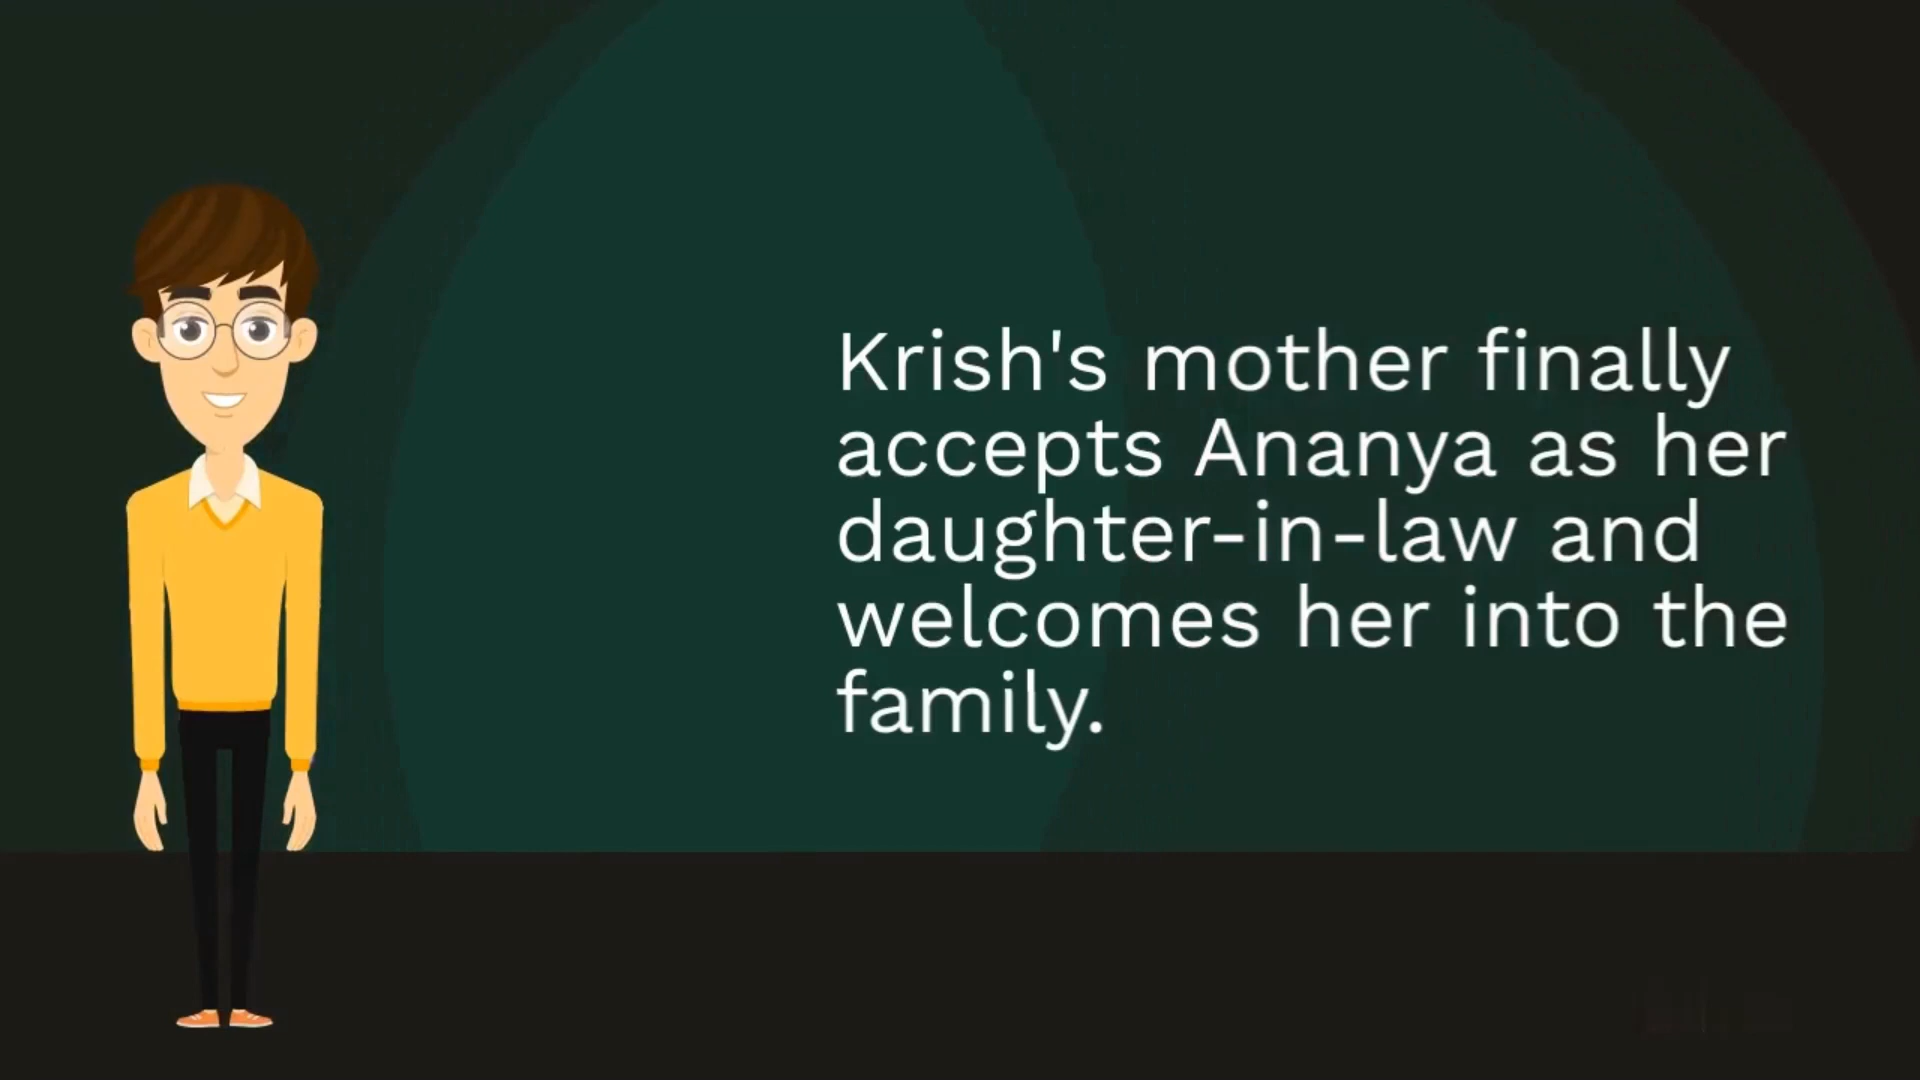 Krish's mother finally
accepts Ananya as her
daughter-in-law and
welcomes her into the
family.